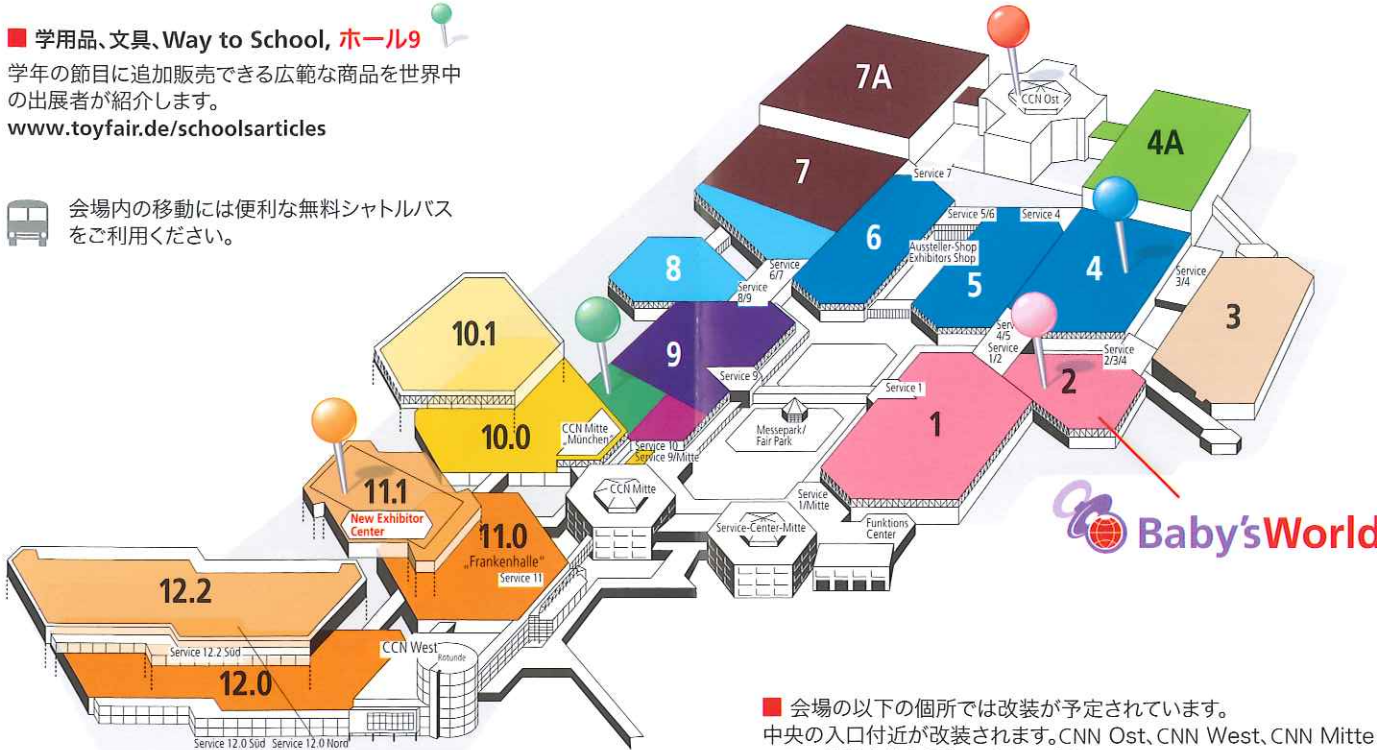 ■ 学用品、文具、Way to School, ホール9
学年の節目に追加販売できる広範な商品を世界中
の出展者が紹介します。
www.toyfair.de/schoolsarticles
会場内の移動には便利な無料シャトルバス
をご利用ください。
7A
CCN Ost
4A
7
Service 7
6
Service 5/6
Service 4
Aussteller-Shop
Exhibitors Shop
5
4
Service
3/4
3
8
Service
6/7
Service
8/9
10.1
9
Service 9
Service
4/5
Service
1/2
Service
2/3/4
2
Service 1
1
10.0
CCN Mitte
„München“
Service 10
Service 9/Mitte
Messepark/
Fair Park
11.1
New Exhibitor
Center
CCN Mitte
Service
1/Mitte
Service-Center-Mitte
Funktions
Center
Baby'sWorld
11.0
„Frankenhalle“
Service 11
12.2
Service 12.2 Süd
CCN West
Rotunde
12.0
Service 12.0 Süd
Service 12.0 Nord
■ 会場の以下の個所では改装が予定されています。
中央の入口付近が改装されます。CNN Ost、CNN West、CNN Mitte